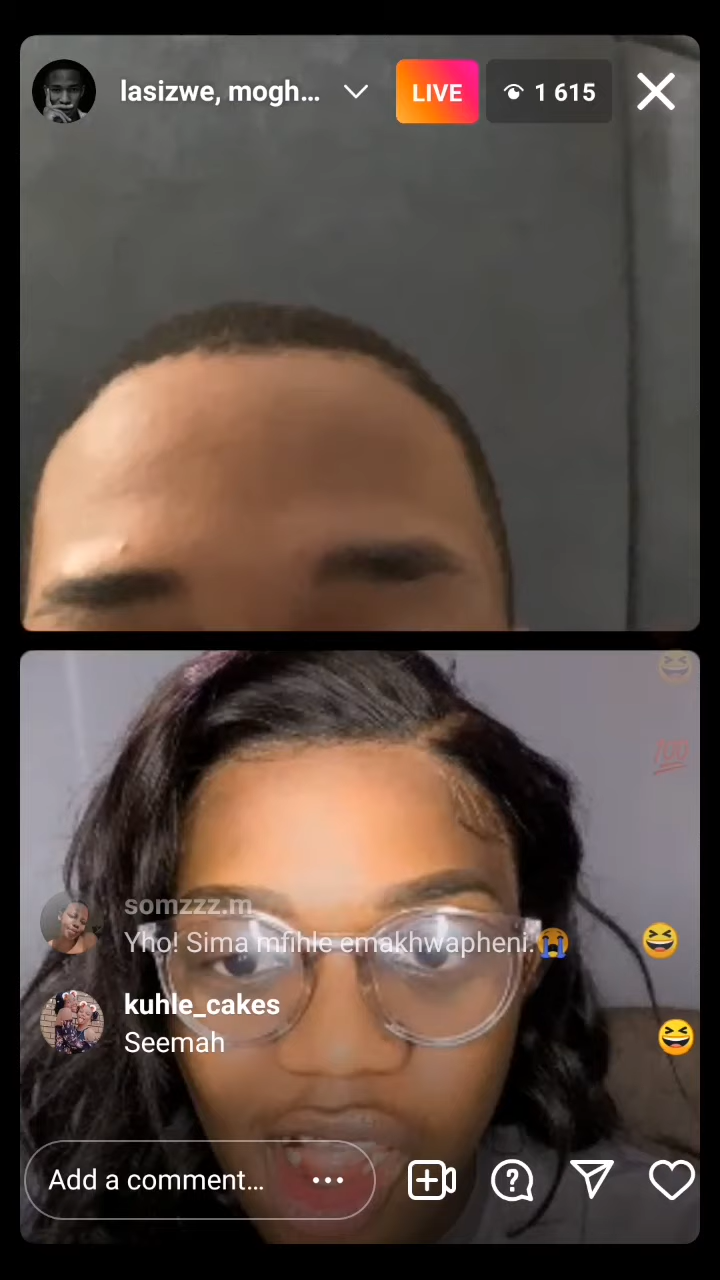 lasizwe, mogh...
LIVE
1 615
somzzz.m
Yho! Sima mfihle emakhwapheni.😭
kuhle_cakes
Seemah
Add a comment...